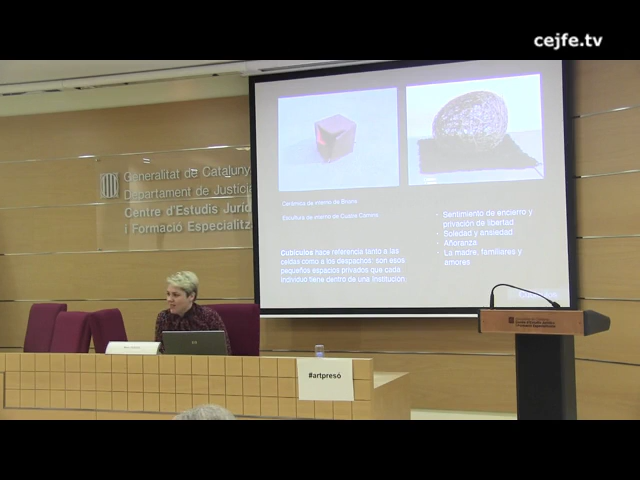 cejfe.tv
Generalitat de Catalunya
Departament de Justícia
Centre d'Estudis Jurí
i Formació Especialitz
Cerámica de interno de Brians
Escultura de interno de Cuatre Camins
Cubículos hace referencia tanto a las
celdas como a los despachos: son esos
pequeños espacios privados que cada
individuo tiene dentro de una Institución.
- Sentimiento de encierro y
privación de libertad
- Soledad y ansiedad
- Añoranza
- La madre, familiares y
amores
#artpresó